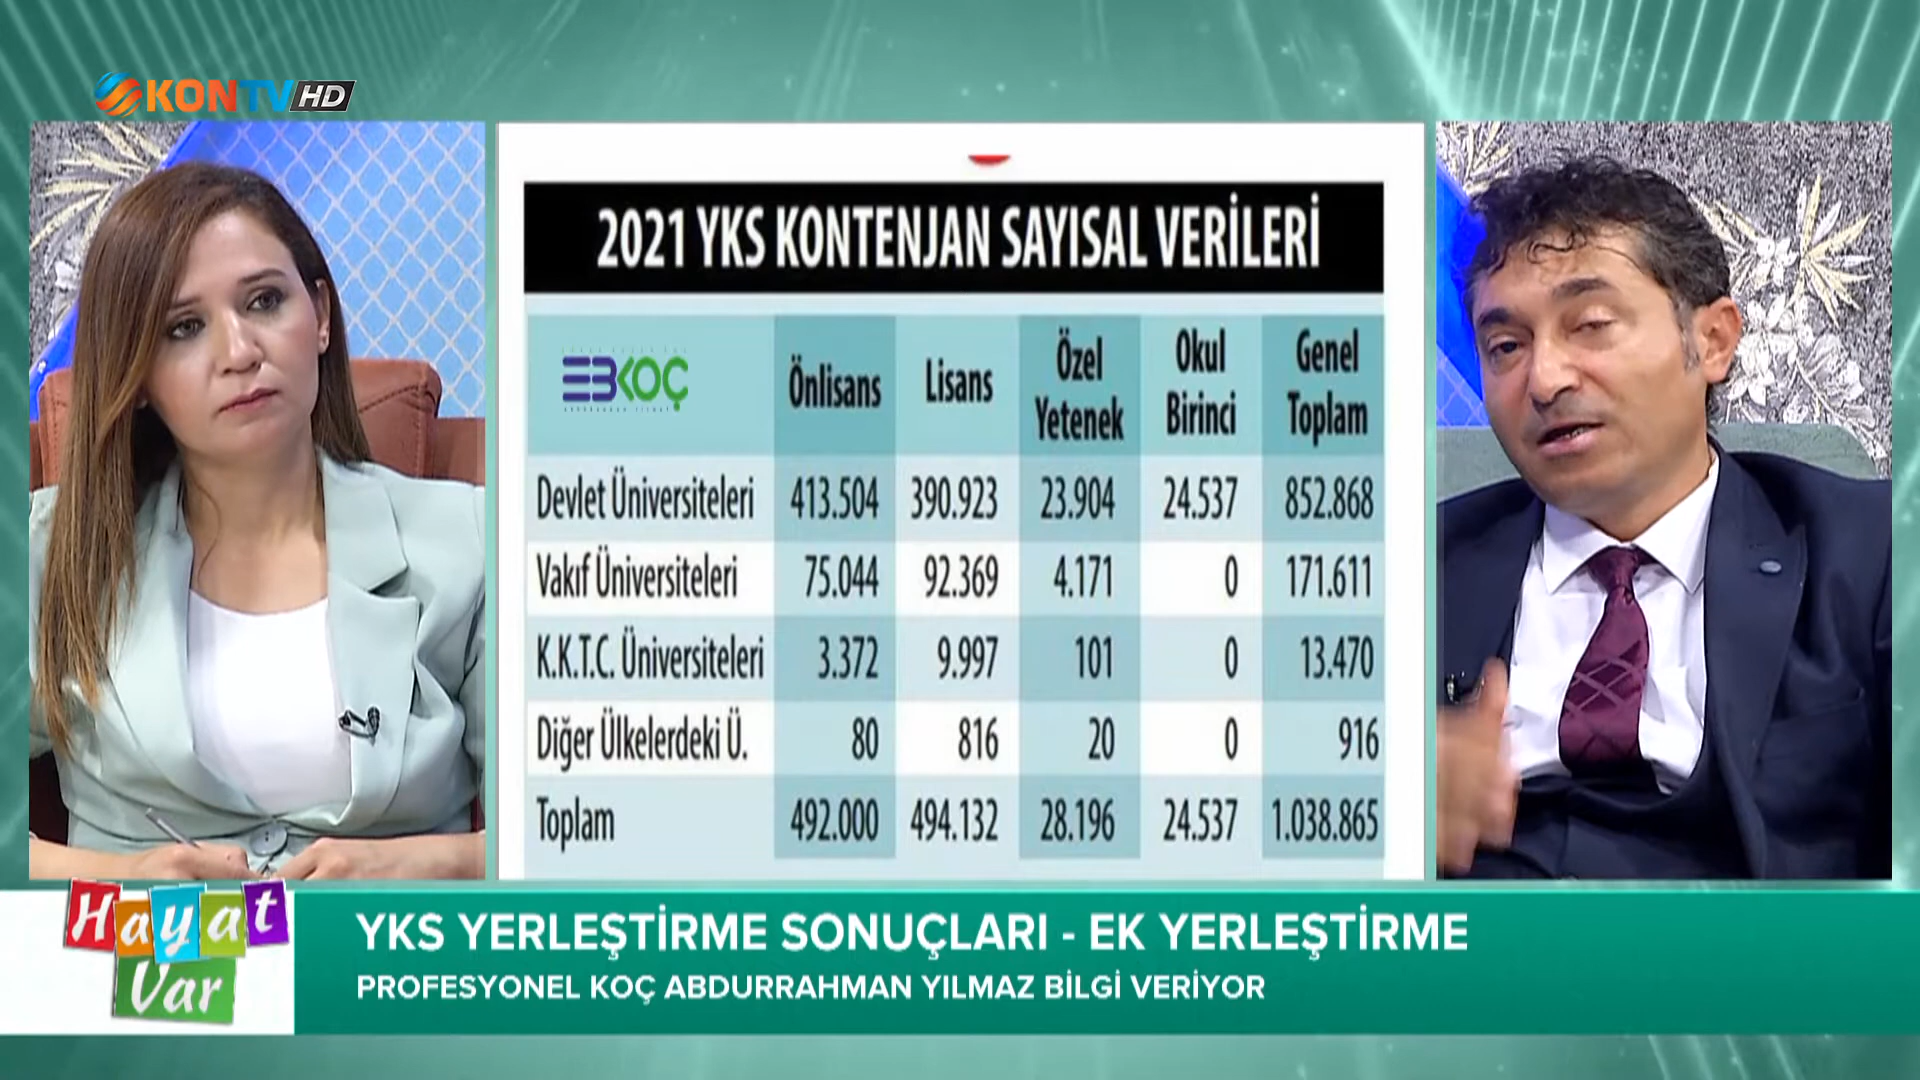 KONTV HD
2021 YKS KONTENJAN SAYISAL VERİLERİ
EBKOÇ Önlisans Lisans Özel Yetenek Okul Birinci Genel Toplam
Devlet Üniversiteleri 413.504 390.923 23.904 24.537 852.868
Vakıf Üniversiteleri 75.044 92.369 4.171 0 171.611
K.K.T.C. Üniversiteleri 3.372 9.997 101 0 13.470
Diğer Ülkelerdeki Ü. 80 816 20 0 916
Toplam 492.000 494.132 28.196 24.537 1.038.865
Hayat
Var
YKS YERLEŞTİRME SONUÇLARI - EK YERLEŞTİRME
PROFESYONEL KOÇ ABDURRAHMAN YILMAZ BİLGİ VERİYOR